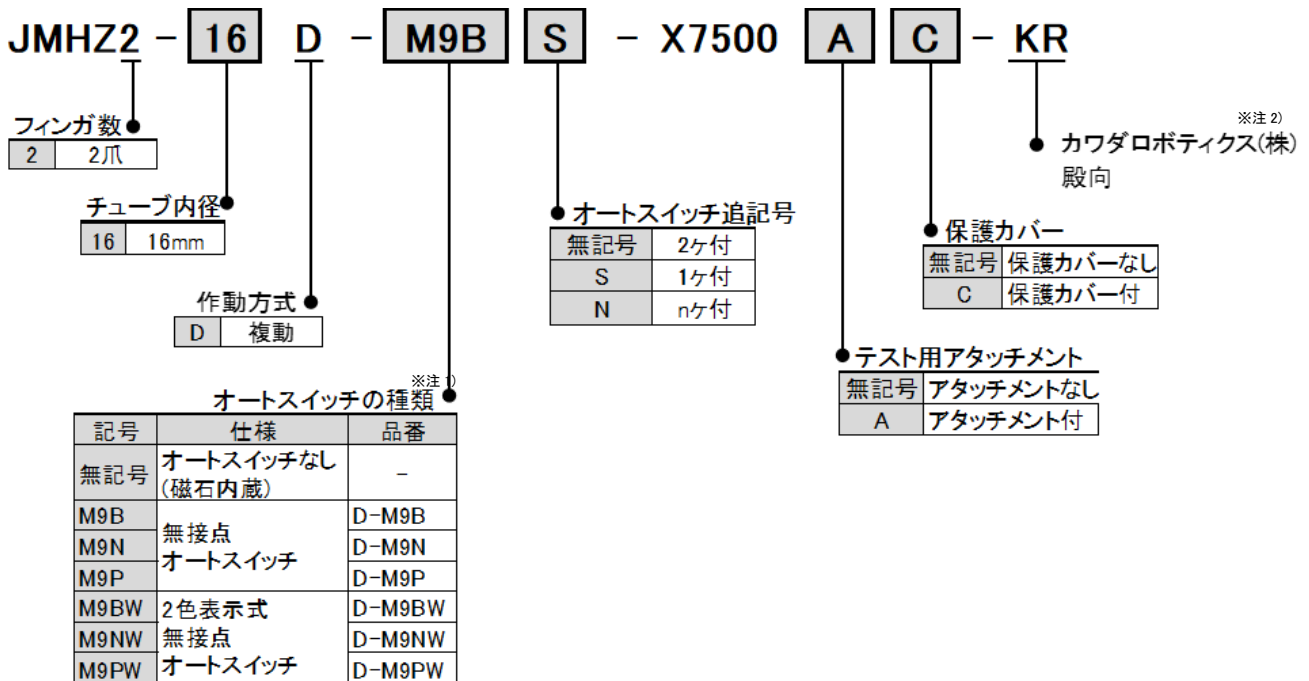 JMHZ2 - 16 D - M9B S - X7500 A C - KR
フィンガ数
2 2爪
チューブ内径
16 16mm
作動方式
D 複動
オートスイッチの種類 ※注1)
記号 仕様 品番
無記号 オートスイッチなし -
(磁石内蔵)
M9B 無接点 D-M9B
M9N オートスイッチ D-M9N
M9P D-M9P
M9BW 2色表示式 D-M9BW
M9NW 無接点 D-M9NW
M9PW オートスイッチ D-M9PW
オートスイッチ追記号
無記号 2ケ付
S 1ケ付
N nケ付
テスト用アタッチメント
無記号 アタッチメントなし
A アタッチメント付
保護カバー
無記号 保護カバーなし
C 保護カバー付
※注2)
カワダロボティクス(株)
殿向